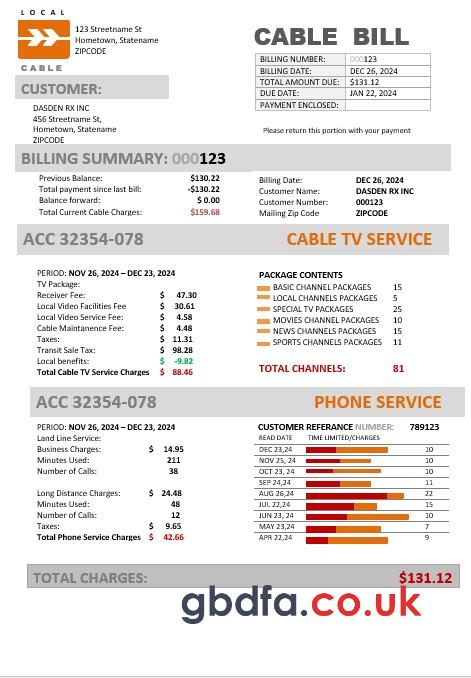 LOCAL
CABLE
123 Streetname St
Hometown, Statename
ZIPCODE
CABLE BILL
BILLING NUMBER: 000123
BILLING DATE: DEC 26, 2024
TOTAL AMOUNT DUE: $131.12
DUE DATE: JAN 22, 2024
PAYMENT ENCLOSED:
CUSTOMER:
DASDEN RX INC
456 Streetname St,
Hometown, Statename
ZIPCODE
Please return this portion with your payment
BILLING SUMMARY: 000123
Previous Balance: $130.22
Total payment since last bill: -$130.22
Balance forward: $ 0.00
Total Current Cable Charges: $159.68
Billing Date: DEC 26, 2024
Customer Name: DASDEN RX INC
Customer Number: 000123
Mailing Zip Code ZIPCODE
ACC 32354-078 CABLE TV SERVICE
PERIOD: NOV 26, 2024 – DEC 23, 2024
TV Package:
Receiver Fee: $ 47.30
Local Video Facilities Fee $ 30.61
Local Video Service Fee: $ 4.58
Cable Maintanence Fee: $ 4.48
Taxes: $ 11.31
Transit Sale Tax: $ 98.28
Local benefits: $ -9.82
Total Cable TV Service Charges $ 88.46
PACKAGE CONTENTS
BASIC CHANNEL PACKAGES 15
LOCAL CHANNEL PACKAGES 5
SPECIAL TV PACKAGES 25
MOVIES CHANNEL PACKAGES 10
NEWS CHANNEL PACKAGES 15
SPORTS CHANNEL PACKAGES 11
TOTAL CHANNELS: 81
ACC 32354-078 PHONE SERVICE
PERIOD: NOV 26, 2024 – DEC 23, 2024
Land Line Service:
Business Charges: $ 14.95
Minutes Used: 211
Number of Calls: 38
Long Distance Charges: $ 24.48
Minutes Used: 48
Number of Calls: 12
Taxes: $ 9.65
Total Phone Service Charges $ 42.66
CUSTOMER REFERANCE NUMBER: 789123
READ DATE TIME LIMITED/CHARGES
DEC 23,24 10
NOV 25, 24 10
OCT 23, 24 10
SEP 24,24 11
AUG 26,24 22
JUL 22,24 15
JUN 23, 24 10
MAY 23,24 7
APR 22,24 9
TOTAL CHARGES: $131.12
gbdfa.co.uk